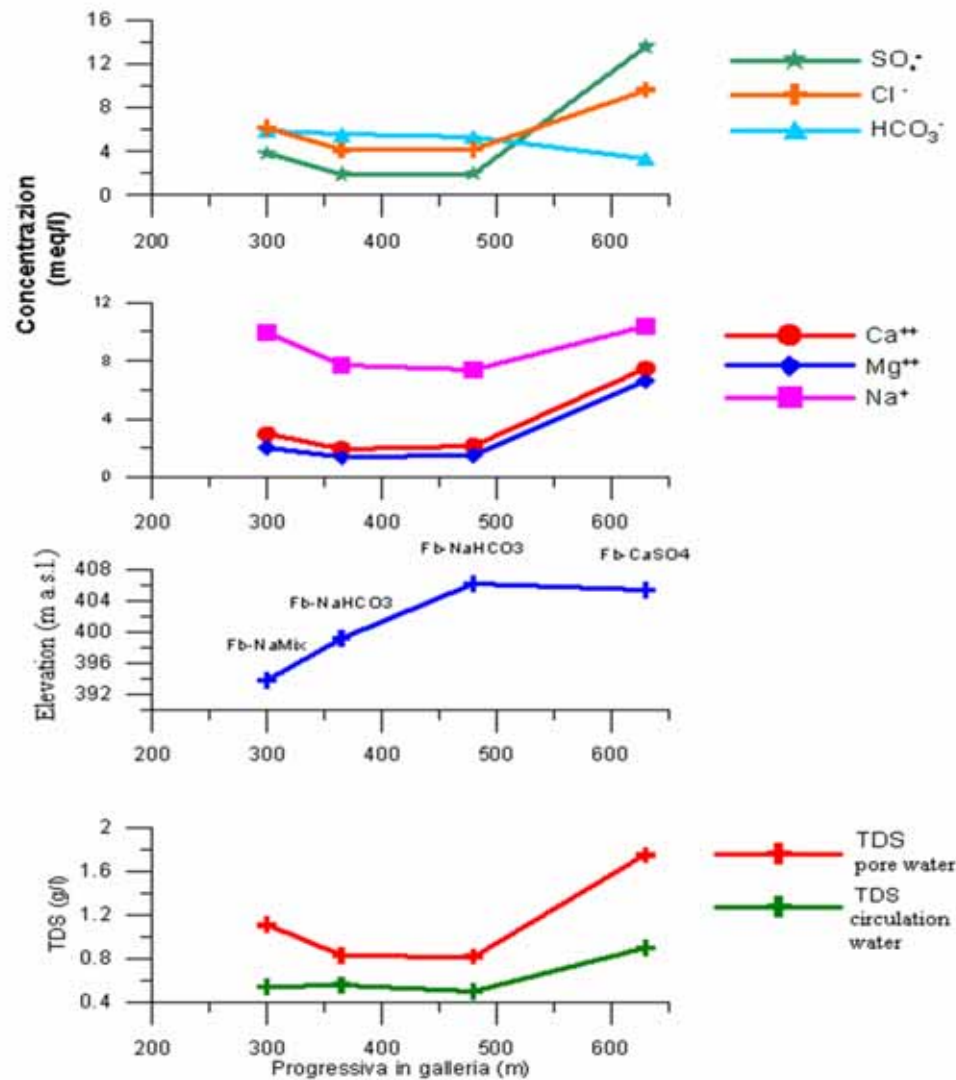 Concentrazion
(meq/l)
16
12
8
4
0
200 300 400 500 600
SO₄⁻
Cl⁻
HCO₃⁻
12
8
4
0
200 300 400 500 600
Ca⁺⁺
Mg⁺⁺
Na⁺
Elevation (m a.s.l.)
408
404
400
396
392
Fb-NaMix
Fb-NaHCO3
Fb-NaHCO3
Fb-CaSO4
200 300 400 500 600
TDS (g/l)
2
1.6
1.2
0.8
0.4
200 300 400 500 600
Progressiva in galleria (m)
TDS
pore water
TDS
circulation
water